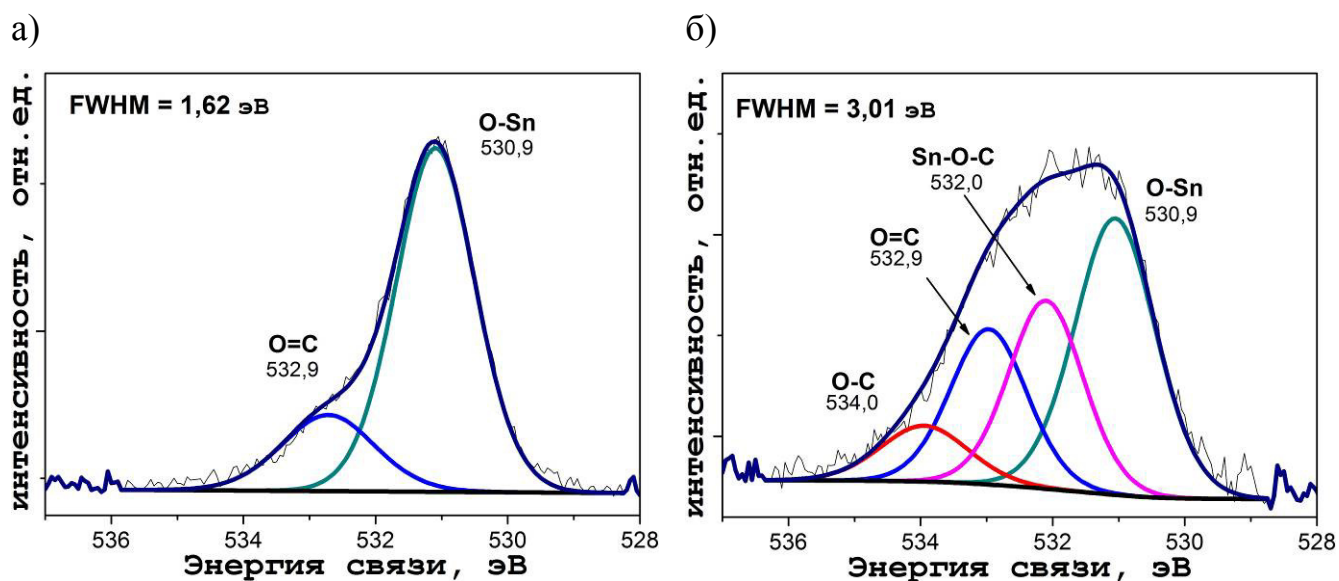 а)
интенсивность, отн.ед.
FWHM = 1,62 эВ
O-Sn
530,9
O=C
532,9
536 534 531 530 528
Энергия связи, эВ
б)
интенсивность, отн.ед.
FWHM = 3,01 эВ
Sn-O-C
532,0
O-Sn
530,9
O=C
532,9
O-C
534,0
536 534 531 530 528
Энергия связи, эВ